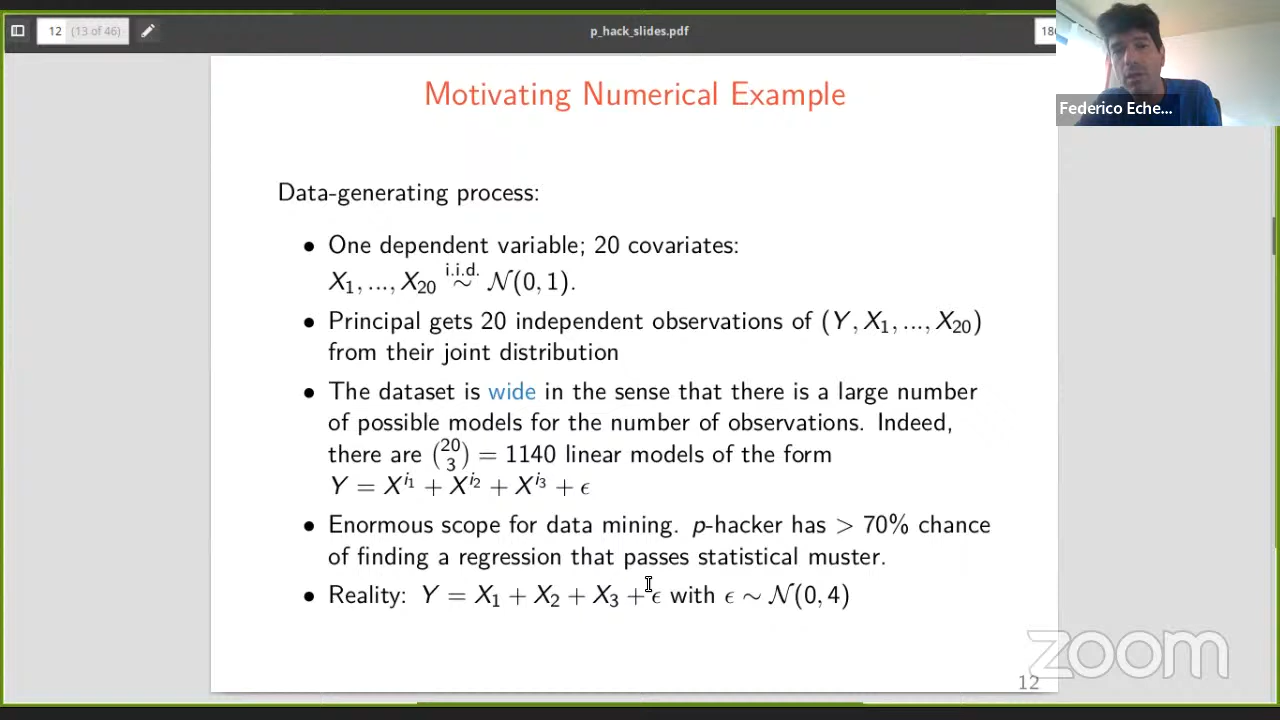 12 (13 of 46)
p_hack_slides.pdf
Federico Eche...
Motivating Numerical Example
Data-generating process:
• One dependent variable; 20 covariates:
X₁, ..., X₂₀ i.i.d. ∼ 𝒩(0, 1).
• Principal gets 20 independent observations of (Y, X₁, ..., X₂₀)
from their joint distribution
• The dataset is wide in the sense that there is a large number
of possible models for the number of observations. Indeed,
there are (20 3) = 1140 linear models of the form
Y = X^{i₁} + X^{i₂} + X^{i₃} + ϵ
• Enormous scope for data mining. p-hacker has > 70% chance
of finding a regression that passes statistical muster.
• Reality: Y = X₁ + X₂ + X₃ + ϵ with ϵ ∼ 𝒩(0, 4)
zoom
12